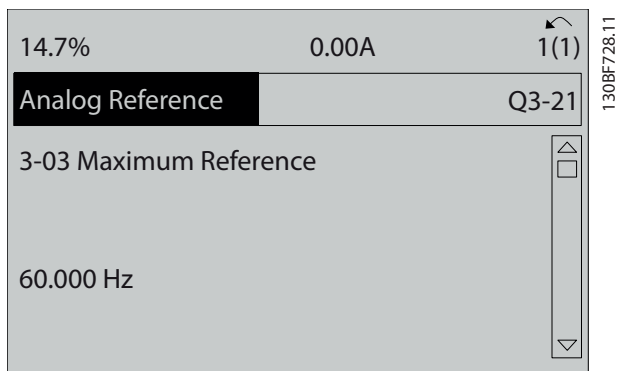 14.7% 0.00A 1(1)
Analog Reference Q3-21
3-03 Maximum Reference
60.000 Hz
130BF728.11